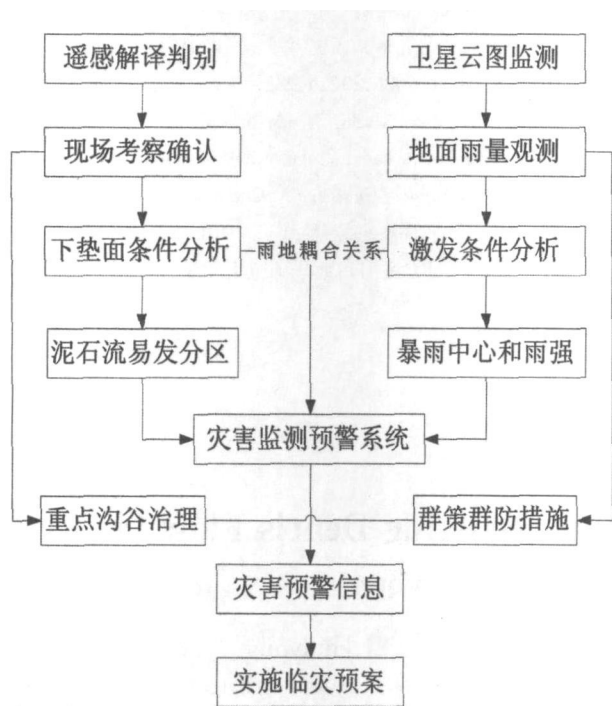 遥感解译判别
卫星云图监测
现场考察确认
地面雨量观测
下垫面条件分析
雨地耦合关系
激发条件分析
泥石流易发分区
暴雨中心和雨强
灾害监测预警系统
重点沟谷治理
群策群防措施
灾害预警信息
实施临灾预案